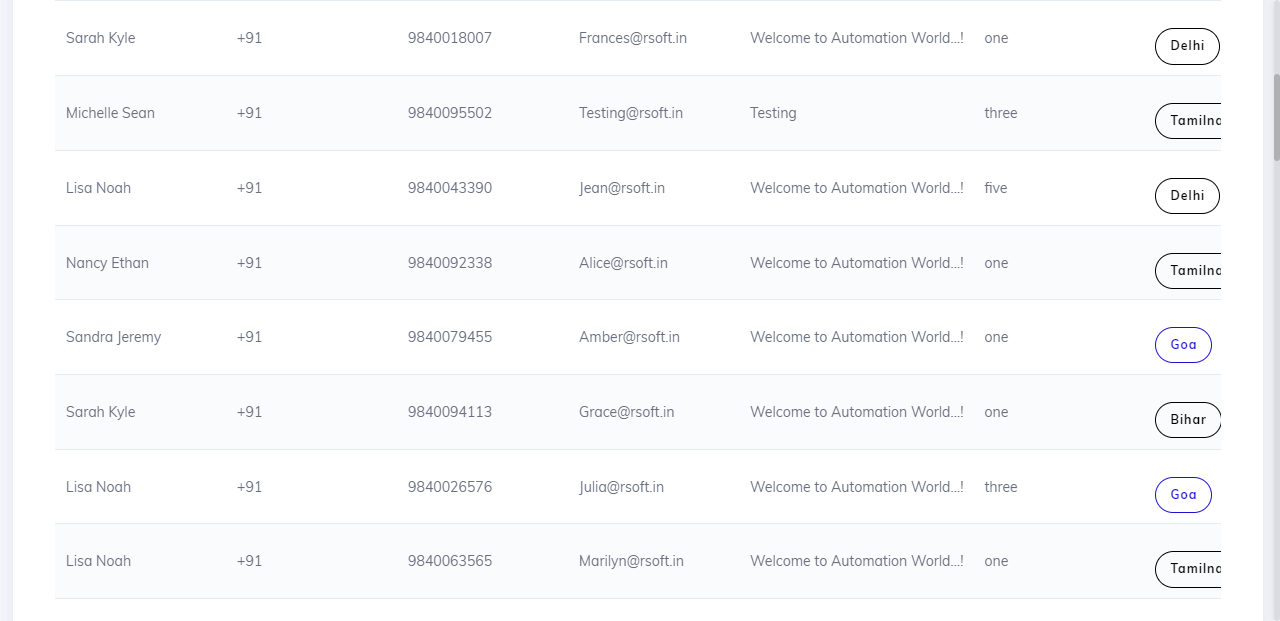 Sarah Kyle +91 9840018007 Frances@rsoft.in Welcome to Automation World...! one Delhi
Michelle Sean +91 9840095502 Testing@rsoft.in Testing three Tamilna
Lisa Noah +91 9840043390 Jean@rsoft.in Welcome to Automation World...! five Delhi
Nancy Ethan +91 9840092338 Alice@rsoft.in Welcome to Automation World...! one Tamilna
Sandra Jeremy +91 9840079455 Amber@rsoft.in Welcome to Automation World...! one Goa
Sarah Kyle +91 9840094113 Grace@rsoft.in Welcome to Automation World...! one Bihar
Lisa Noah +91 9840026576 Julia@rsoft.in Welcome to Automation World...! three Goa
Lisa Noah +91 9840063565 Marilyn@rsoft.in Welcome to Automation World...! one Tamilna